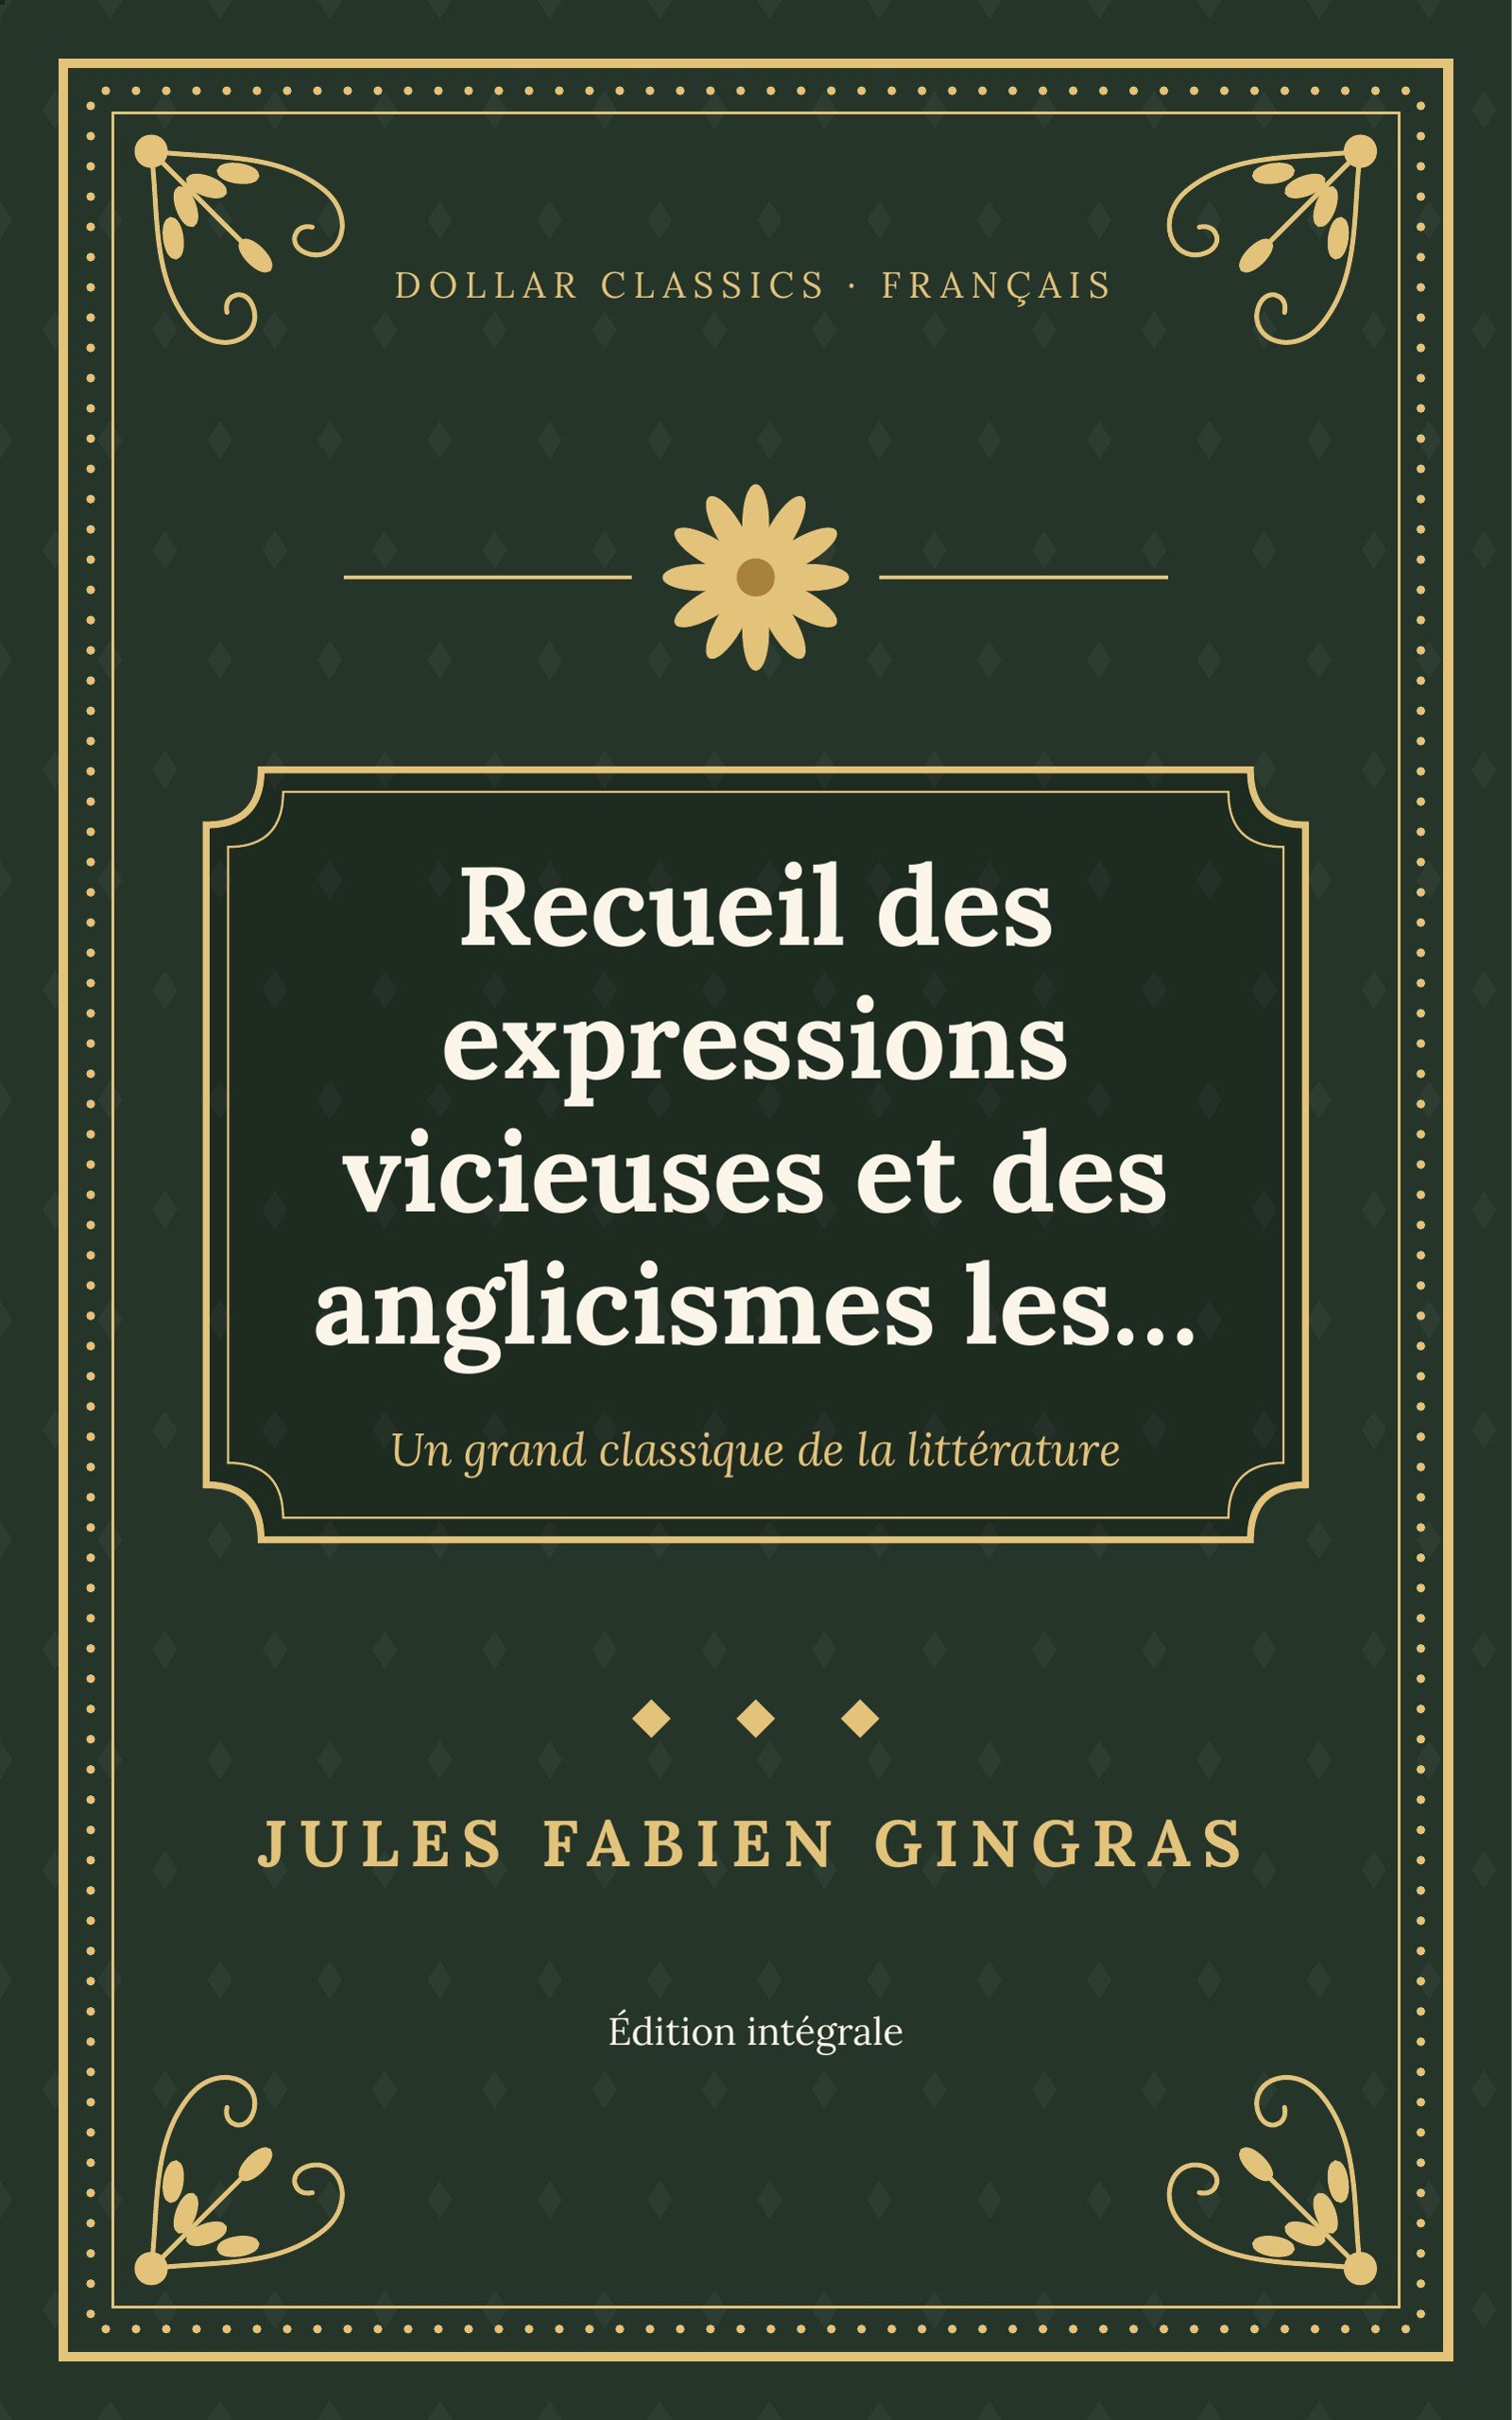 DOLLAR CLASSICS · FRANÇAIS
Recueil des
expressions
vicieuses et des
anglicismes les...
Un grand classique de la littérature
JULES FABIEN GINGRAS
Édition intégrale